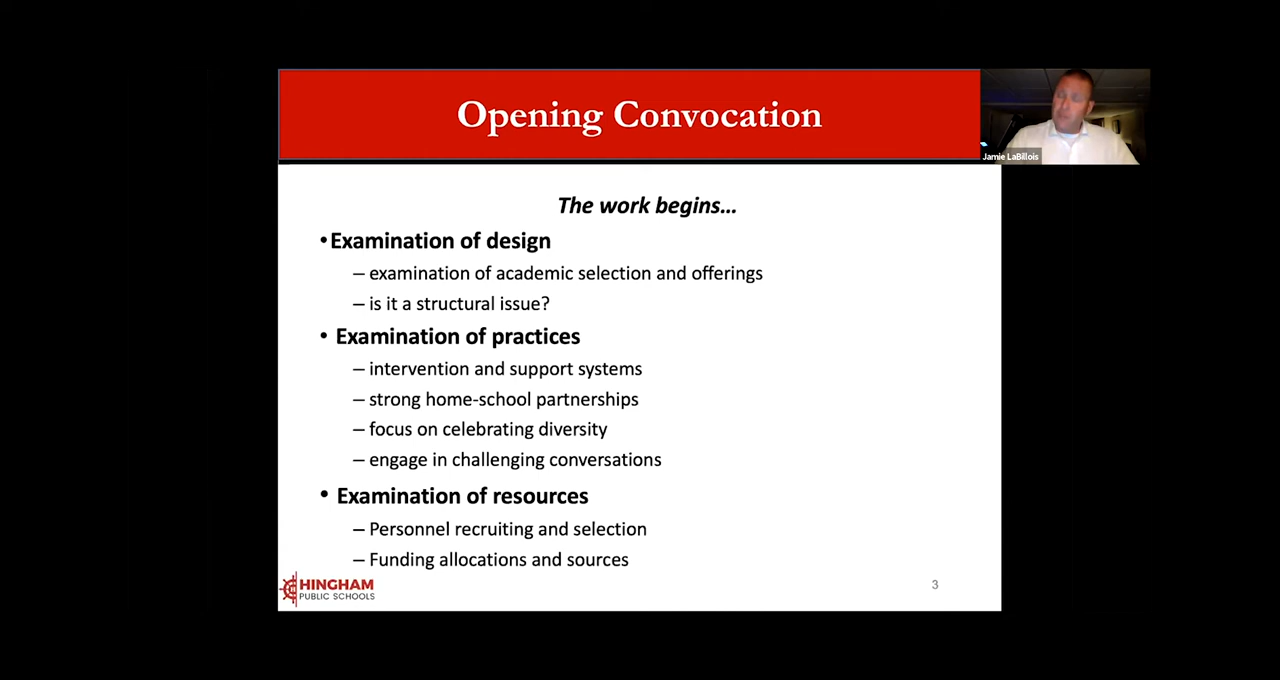 Opening Convocation
Jamie LaBillois
The work begins...
•Examination of design
– examination of academic selection and offerings
– is it a structural issue?
• Examination of practices
– intervention and support systems
– strong home-school partnerships
– focus on celebrating diversity
– engage in challenging conversations
• Examination of resources
– Personnel recruiting and selection
– Funding allocations and sources
HINGHAM
PUBLIC SCHOOLS
3